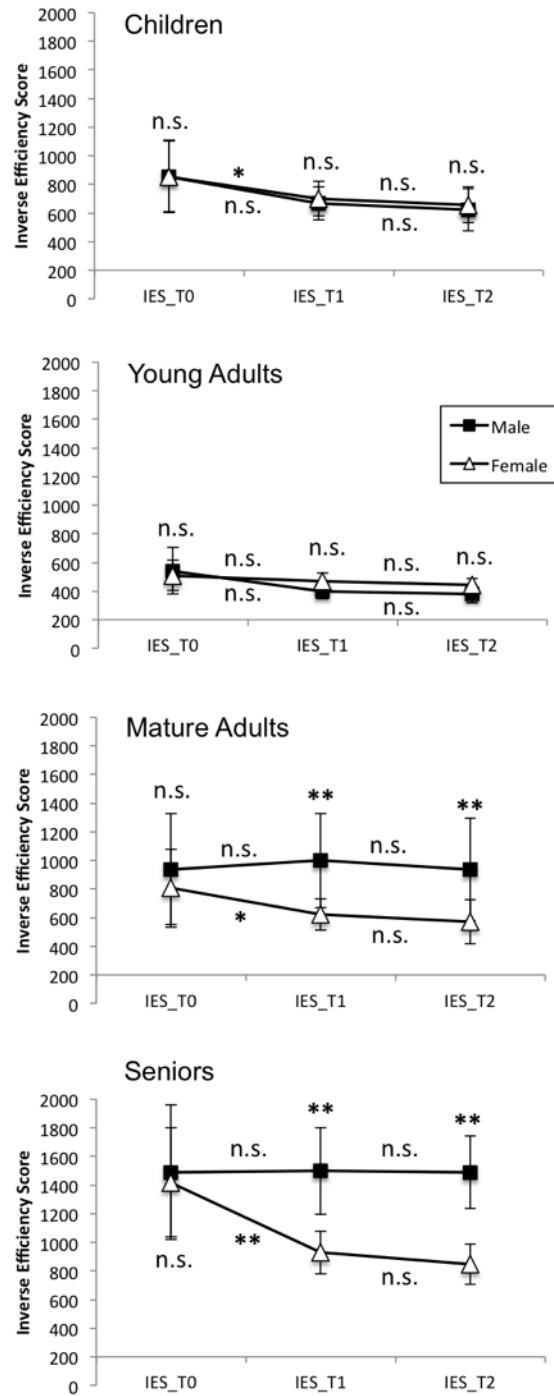 Children
Inverse Efficiency Score
2000
1800
1600
1400
1200
1000
800
600
400
200
0
n.s.
*
n.s.
n.s.
n.s.
n.s.
n.s.
IES_T0 IES_T1 IES_T2
Young Adults
Inverse Efficiency Score
2000
1800
1600
1400
1200
1000
800
600
400
200
0
Male
Female
n.s.
n.s.
n.s.
n.s.
n.s.
n.s.
n.s.
IES_T0 IES_T1 IES_T2
Mature Adults
Inverse Efficiency Score
2000
1800
1600
1400
1200
1000
800
600
400
200
0
n.s.
**
**
n.s.
n.s.
*
n.s.
IES_T0 IES_T1 IES_T2
Seniors
Inverse Efficiency Score
2000
1800
1600
1400
1200
1000
800
600
400
200
0
**
**
n.s.
n.s.
n.s.
**
n.s.
IES_T0 IES_T1 IES_T2